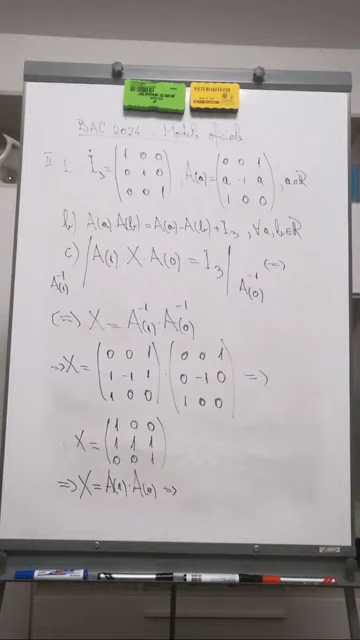 BAC 2024 Modele oficiale
II 1. I₃ = (1 0 0; 0 1 0; 0 0 1), A(a) = (0 0 1; a -1 a; 1 0 0), a∈ℝ
b) A(a)·A(b) = A(a) - A(b) + I₃, ∀a, b∈ℝ
c) A(1)⁻¹· | A(1)·X·A(0) = I₃ | ·A(0)⁻¹ (=>)
(=> X = A(1)⁻¹·A(0)⁻¹
=> X = (0 0 1; 1 -1 1; 1 0 0)·(0 0 1; 0 -1 0; 1 0 0) =>
X = (1 0 0; 1 1 1; 0 0 1)
=> X = A(1)·A(0) =>